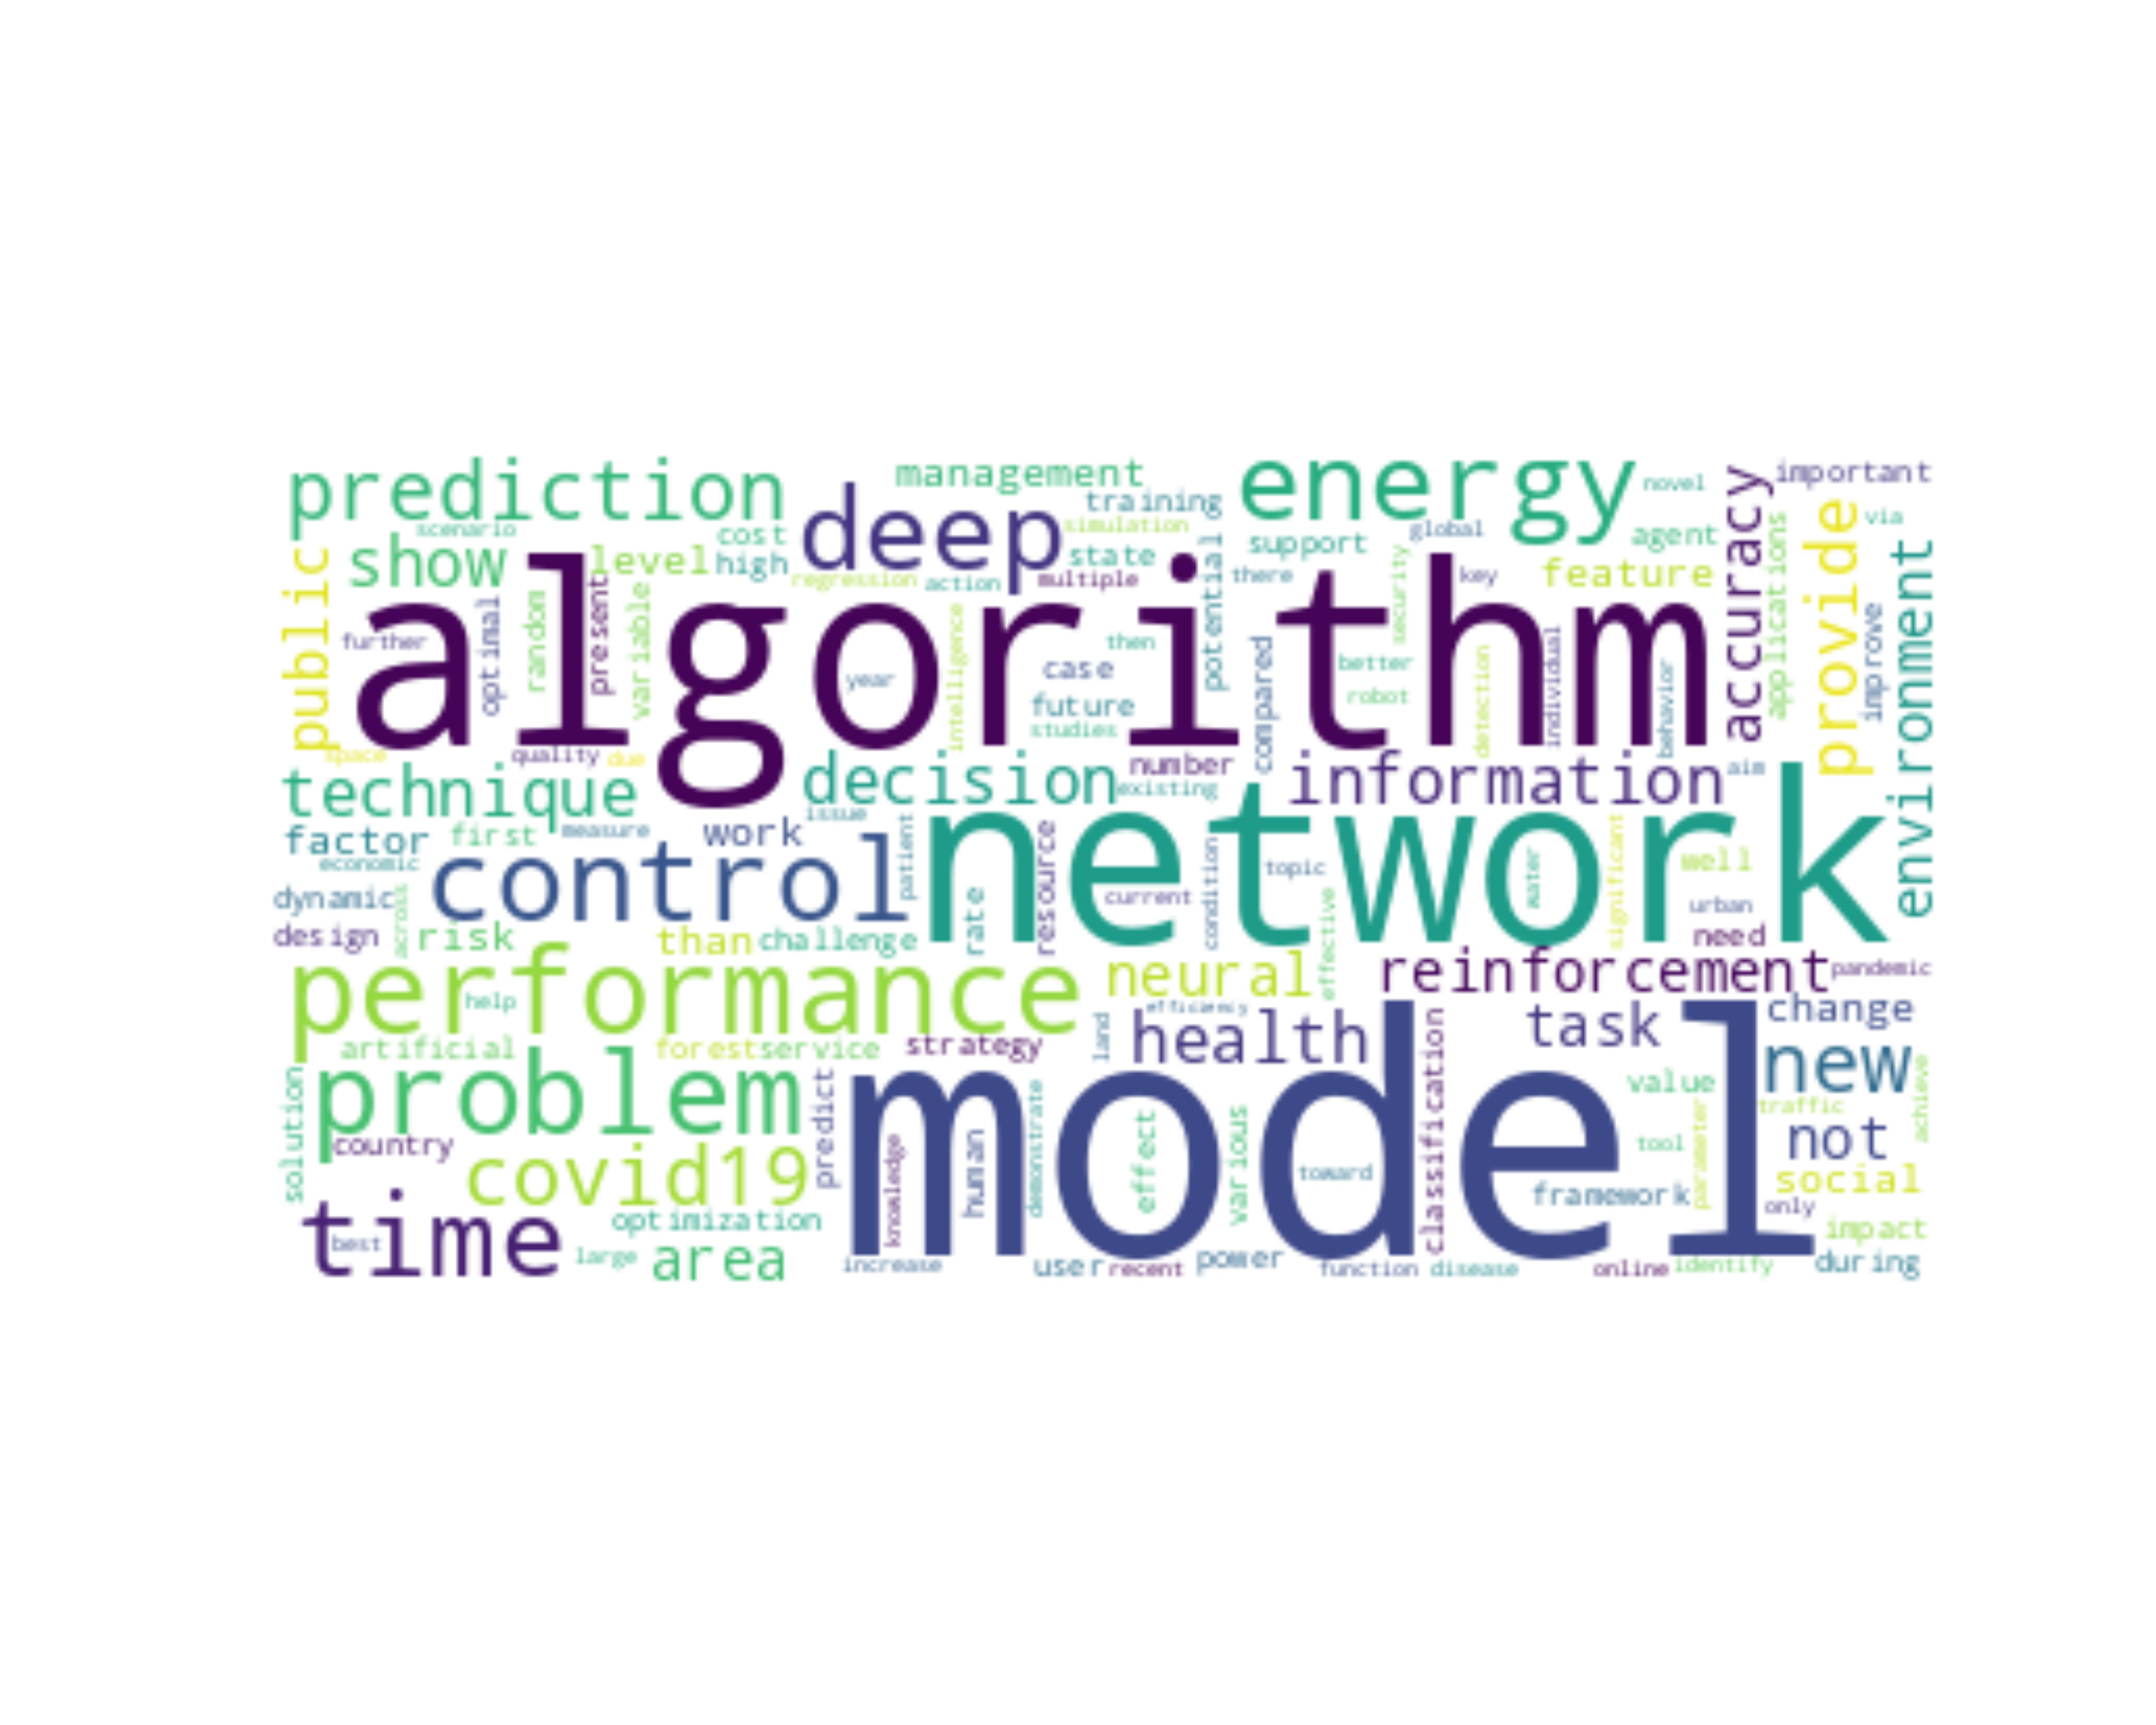 prediction
management
energy
important
accuracy
novel
deep
training
scenario
cost
simulation
global
provide
via
show
level
high
state
support
agent
applications
public
regression
action
multiple
potential
there
security
key
feature
environment
algorithm
further
optimal
random
present
variable
year
intelligence
then
case
future
studies
compared
better
robot
detection
individual
behavior
improve
space
quality
due
technique
decision
number
existing
information
aim
factor
first
measure
work
issue
network
economic
control
patient
topic
water
significant
well
dynamic
across
rate
resource
current
condition
effective
urban
design
risk
than
challenge
need
performance
help
neural
reinforcement
pandemic
efficiency
artificial
forest
service
strategy
land
health
classification
task
change
problem
model
new
value
traffic
achieve
solution
country
predict
knowledge
human
demonstrate
effect
various
toward
tool
parameter
not
covid19
framework
social
only
time
best
optimization
large
area
impact
increase
user
recent
power
function
disease
online
identify
during